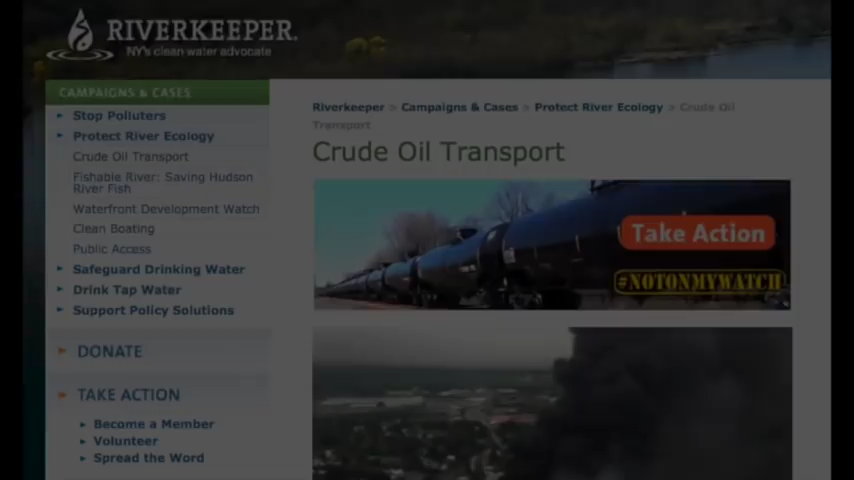 RIVERKEEPER.
NY's clean water advocate
CAMPAIGNS & CASES
Stop Polluters
Protect River Ecology
Crude Oil Transport
Fishable River: Saving Hudson
River Fish
Waterfront Development Watch
Clean Boating
Public Access
Safeguard Drinking Water
Drink Tap Water
Support Policy Solutions
DONATE
TAKE ACTION
Become a Member
Volunteer
Spread the Word
Riverkeeper > Campaigns & Cases > Protect River Ecology > Crude Oil
Transport
Crude Oil Transport
Take Action
#NOTONMYWATCH